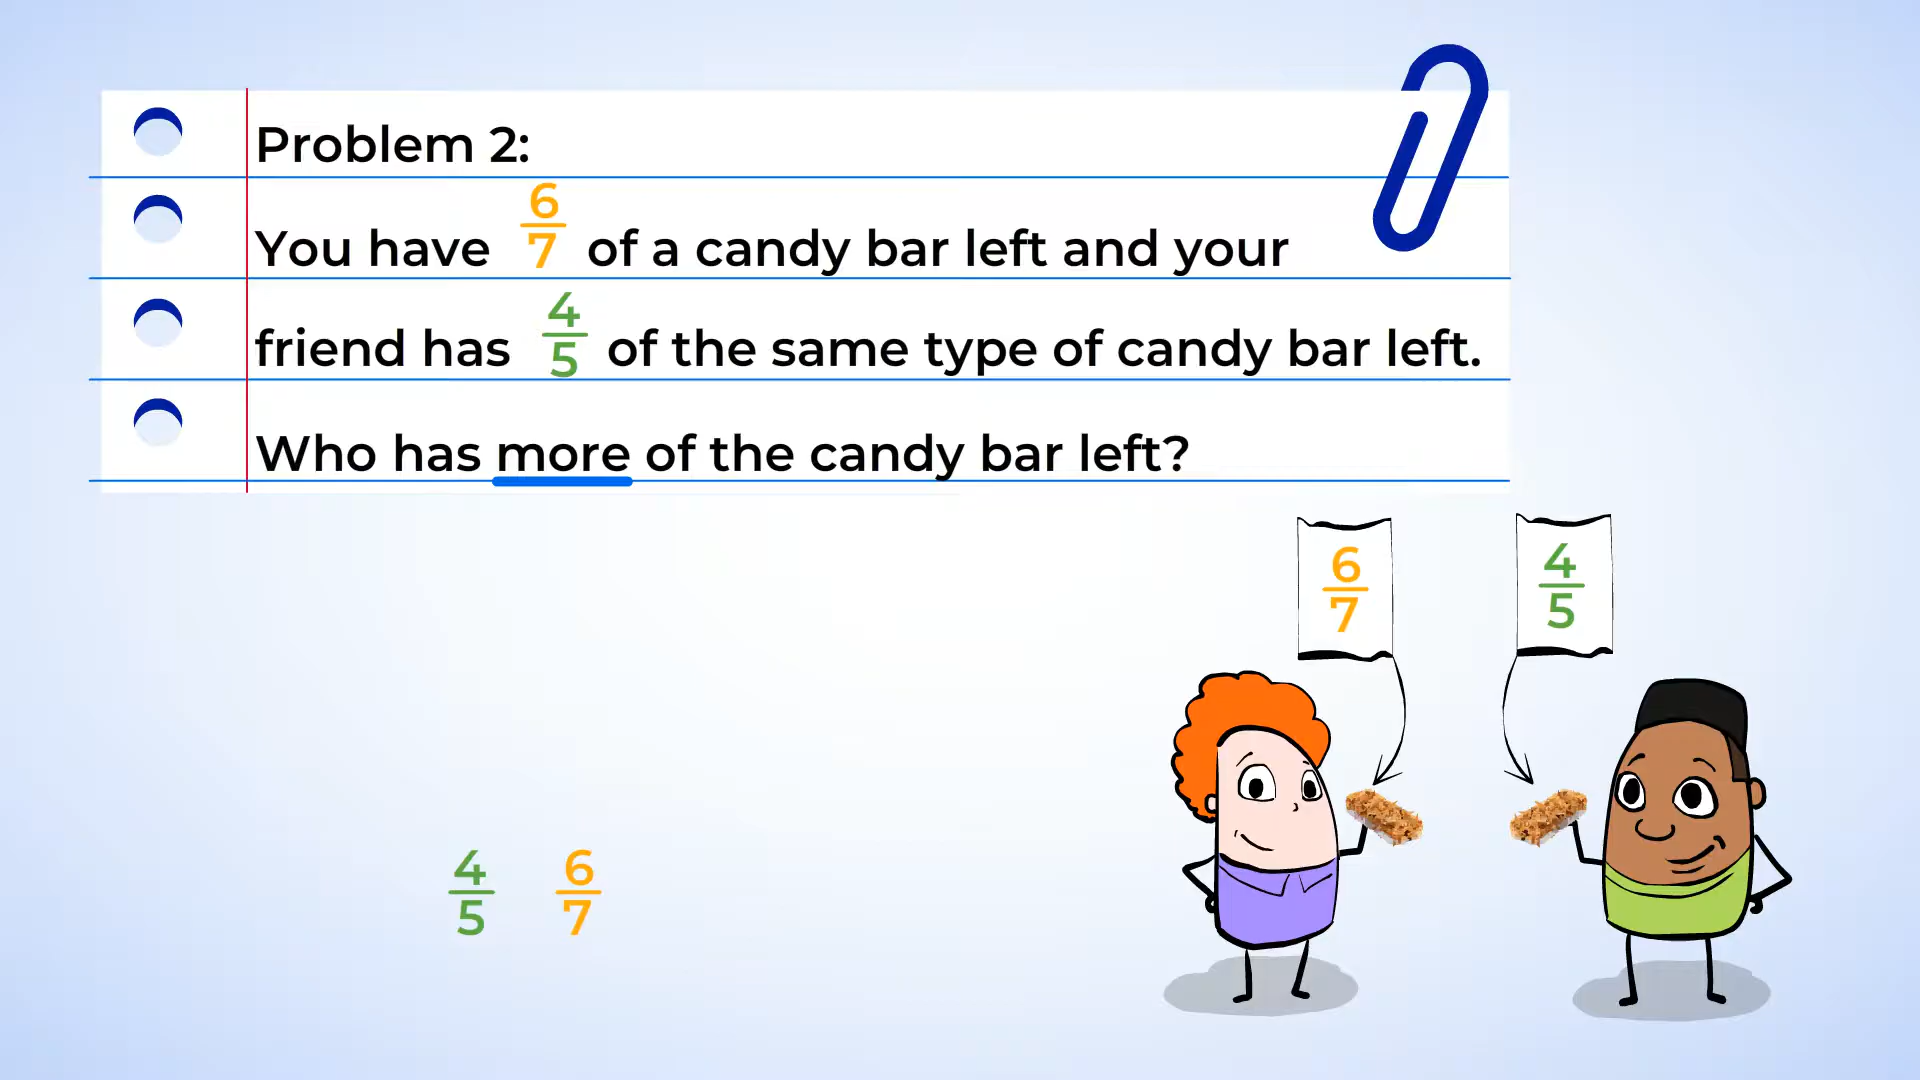 Problem 2:
You have 6/7 of a candy bar left and your
friend has 4/5 of the same type of candy bar left.
Who has more of the candy bar left?
6/7 4/5
4/5 6/7